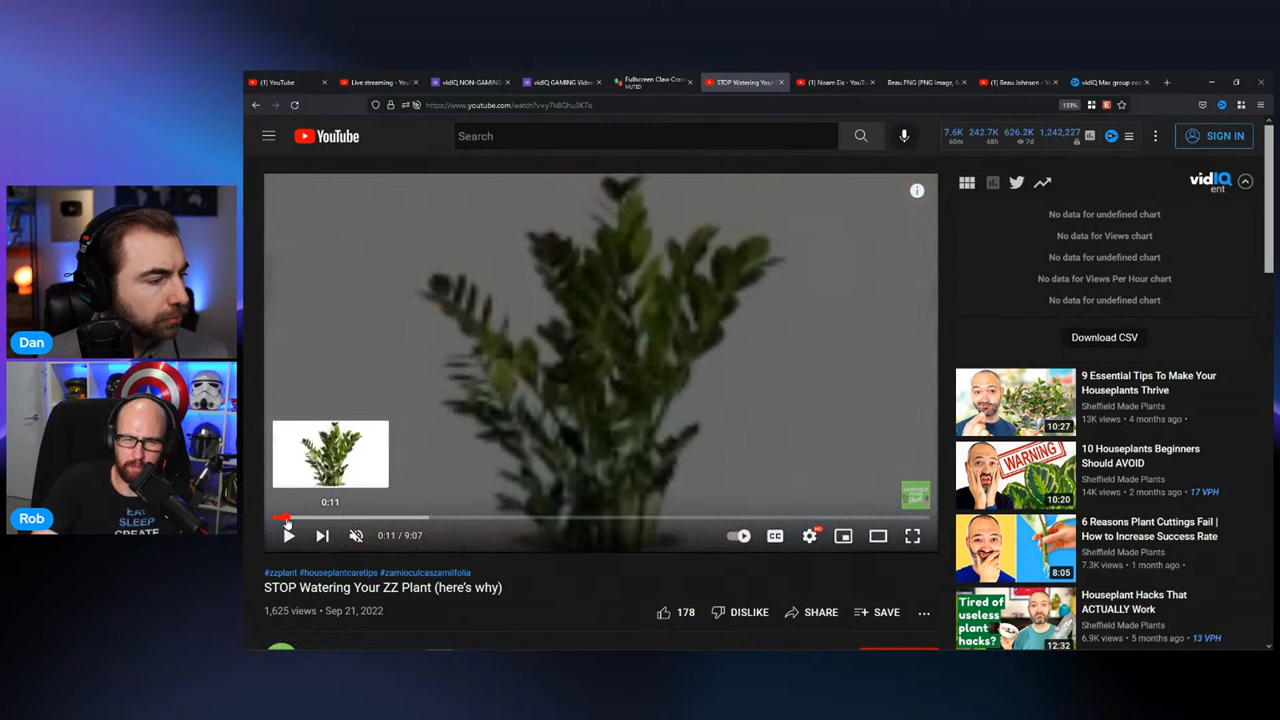 (1) YouTube
Live streaming - You
vidIQ NON-GAMING
vidIQ GAMING Video
Fullscreen Claw Cran
MUTED
STOP Watering Your
(1) Noam Eis - YouTu
Beau.PNG (PNG Image, 6
(1) Beau Johnson - Yo
vidIQ Max group co
https://www.youtube.com/watch?v=y7k8Ghu3K7o
133%
YouTube
Search
7.6K 242.7K 626.2K 1,242,227
60m 48h 7d
SIGN IN
vidIQ
ent
No data for undefined chart
No data for Views chart
No data for undefined chart
No data for Views Per Hour chart
No data for undefined chart
Download CSV
Dan
EAT
SLEEP
CREATE
Rob
0:11
SHEFFIELD
MADE
Plants
0:11 / 9:07
CC
HD
#zzplant #houseplantcaretips #zamioculcaszamiifolia
STOP Watering Your ZZ Plant (here's why)
1,625 views • Sep 21, 2022
178
DISLIKE
SHARE
SAVE
10:27
9 Essential Tips To Make Your
Houseplants Thrive
Sheffield Made Plants
13K views • 4 months ago •
WARNING
10:20
10 Houseplants Beginners
Should AVOID
Sheffield Made Plants
14K views • 2 months ago • 17 VPH
8:05
6 Reasons Plant Cuttings Fail |
How to Increase Success Rate
Sheffield Made Plants
7.3K views • 1 month ago •
Tired of
useless
plant
hacks?
12:32
Houseplant Hacks That
ACTUALLY Work
Sheffield Made Plants
6.9K views • 5 months ago • 13 VPH